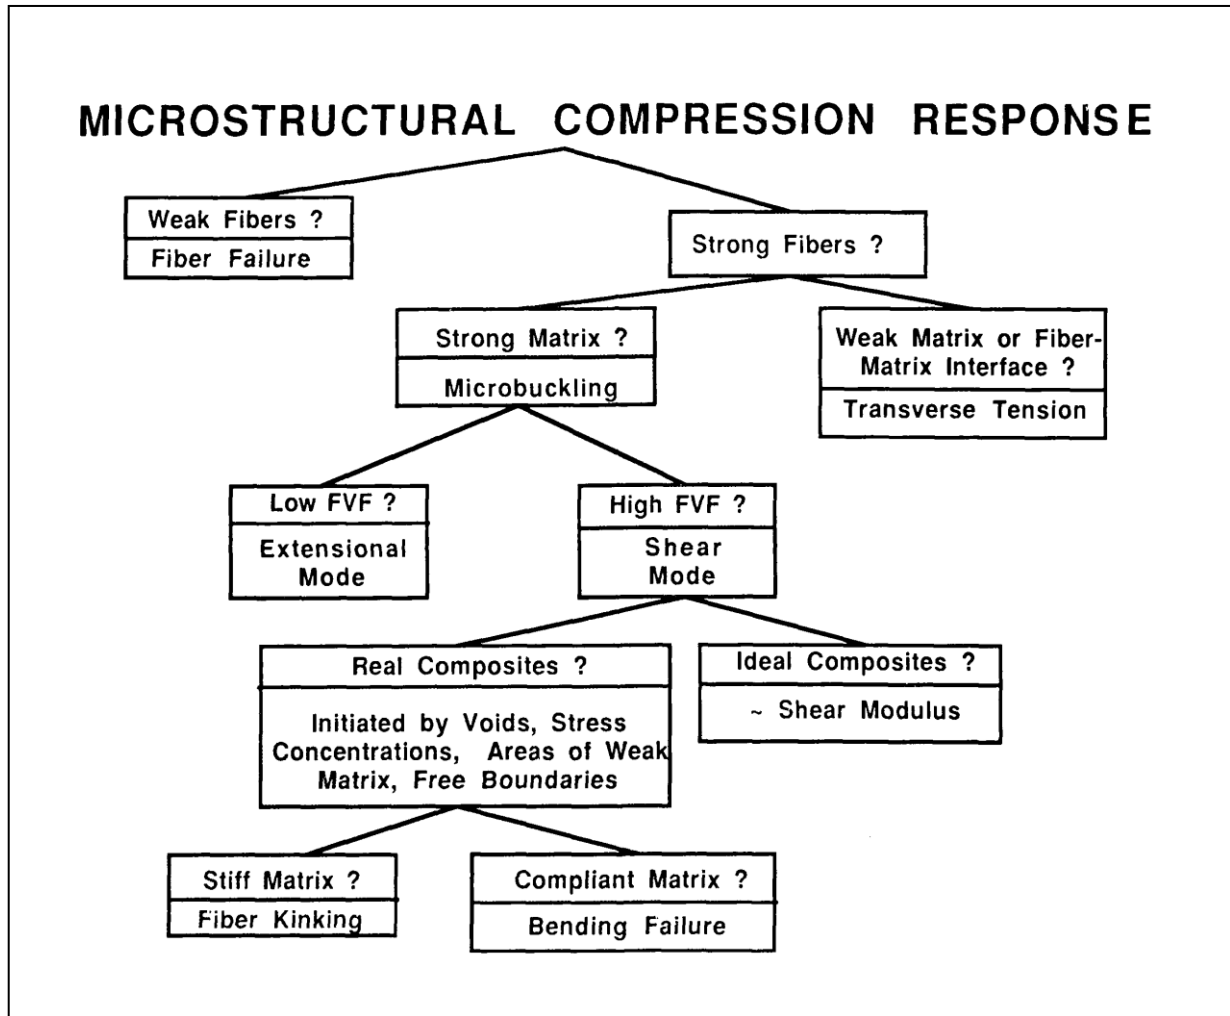 MICROSTRUCTURAL COMPRESSION RESPONSE
Weak Fibers ?
Fiber Failure
Strong Fibers ?
Strong Matrix ?
Microbuckling
Weak Matrix or Fiber-
Matrix Interface ?
Transverse Tension
Low FVF ?
Extensional
Mode
High FVF ?
Shear
Mode
Real Composites ?
Initiated by Voids, Stress
Concentrations, Areas of Weak
Matrix, Free Boundaries
Ideal Composites ?
~ Shear Modulus
Stiff Matrix ?
Fiber Kinking
Compliant Matrix ?
Bending Failure